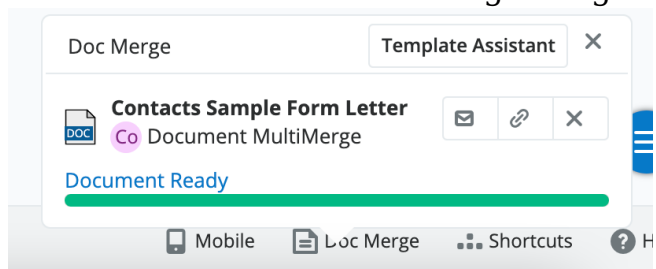 Doc Merge
Template Assistant
DOC
Contacts Sample Form Letter
Co Document MultiMerge
Document Ready
Mobile
Doc Merge
Shortcuts
? H